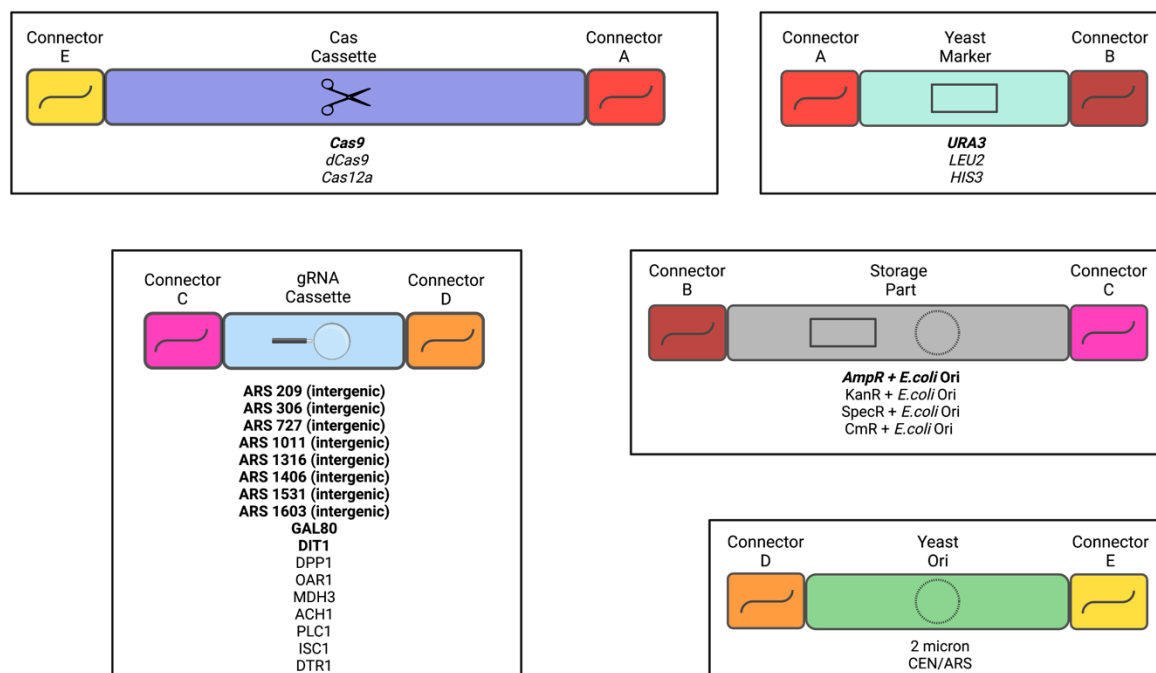 Connector
E
Cas
Cassette
Connector
A
Cas9
dCas9
Cas12a
Connector
A
Yeast
Marker
Connector
B
URA3
LEU2
HIS3
Connector
C
gRNA
Cassette
Connector
D
ARS 209 (intergenic)
ARS 306 (intergenic)
ARS 727 (intergenic)
ARS 1011 (intergenic)
ARS 1316 (intergenic)
ARS 1406 (intergenic)
ARS 1531 (intergenic)
ARS 1603 (intergenic)
GAL80
DIT1
DPP1
OAR1
MDH3
ACH1
PLC1
ISC1
DTR1
Connector
B
Storage
Part
Connector
C
AmpR + E.coli Ori
KanR + E.coli Ori
SpecR + E.coli Ori
CmR + E.coli Ori
Connector
D
Yeast
Ori
Connector
E
2 micron
CEN/ARS